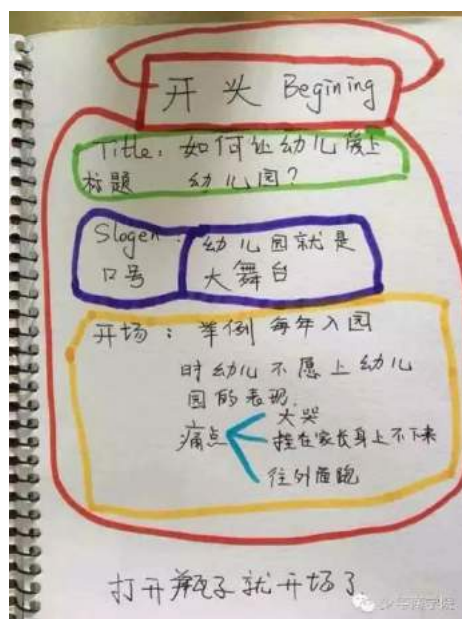 开头 Begining
Title: 如何让幼儿爱上
标题 幼儿园?
Slogen: 幼儿园就是
口号 大舞台
开场: 举例 每年入园
时幼儿不愿上幼儿
园的表现.
大哭
痛点 挂在家长身上不下来
往外面跑
打开瓶子就开场了